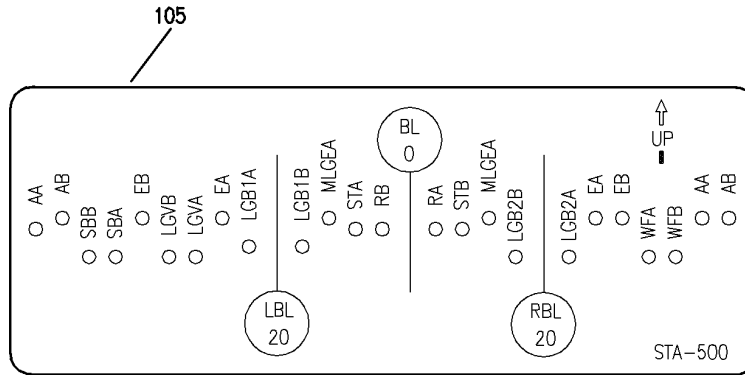 105
AA
AB
SBB
SBA
EB
LGVB
LGVA
EA
LGB1A
LGB1B
MLGEA
STA
RB
BL
0
RA
STB
MLGEA
LGB2B
LGB2A
EA
EB
WFA
WFB
AA
AB
UP
LBL
20
RBL
20
STA-500